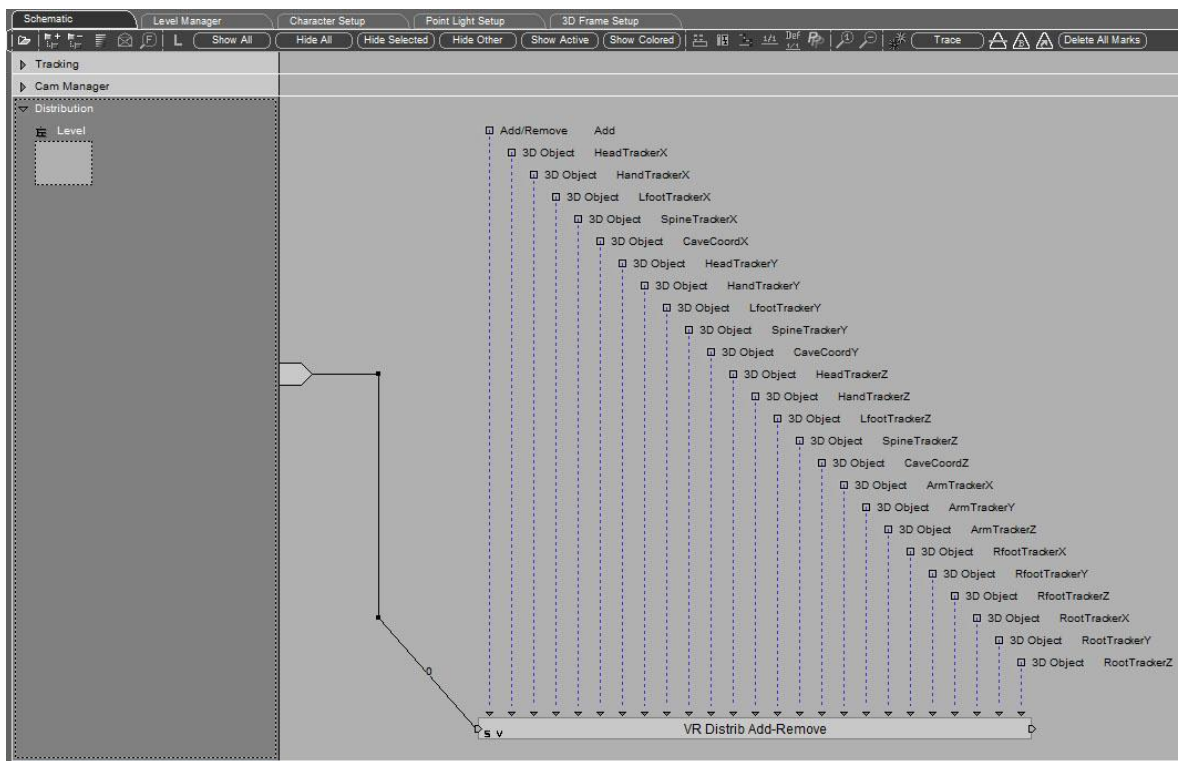 Schematic Level Manager Character Setup Point Light Setup 3D Frame Setup
L Show All Hide All Hide Selected Hide Other Show Active Show Colored 1/1 Def 1/1 Trace Delete All Marks
Tracking
Cam Manager
Distribution
Level
Add/Remove Add
3D Object HeadTrackerX
3D Object HandTrackerX
3D Object LfootTrackerX
3D Object SpineTrackerX
3D Object CaveCoordX
3D Object HeadTrackerY
3D Object HandTrackerY
3D Object LfootTrackerY
3D Object SpineTrackerY
3D Object CaveCoordY
3D Object HeadTrackerZ
3D Object HandTrackerZ
3D Object LfootTrackerZ
3D Object SpineTrackerZ
3D Object CaveCoordZ
3D Object ArmTrackerX
3D Object ArmTrackerY
3D Object ArmTrackerZ
3D Object RfootTrackerX
3D Object RfootTrackerY
3D Object RfootTrackerZ
3D Object RootTrackerX
3D Object RootTrackerY
3D Object RootTrackerZ
0
S V VR Distrib Add-Remove